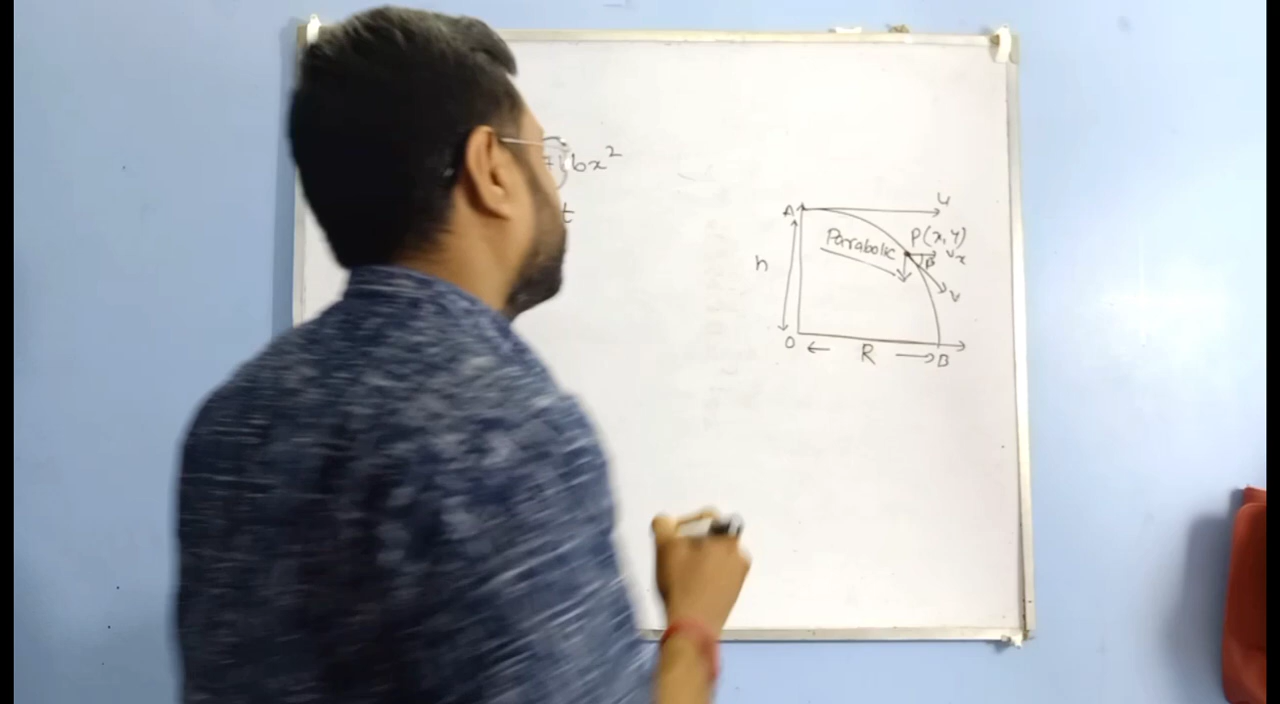 bx²
t
A
u
P(x, y)
Parabolic
β
vₓ
h
v
O
R
B